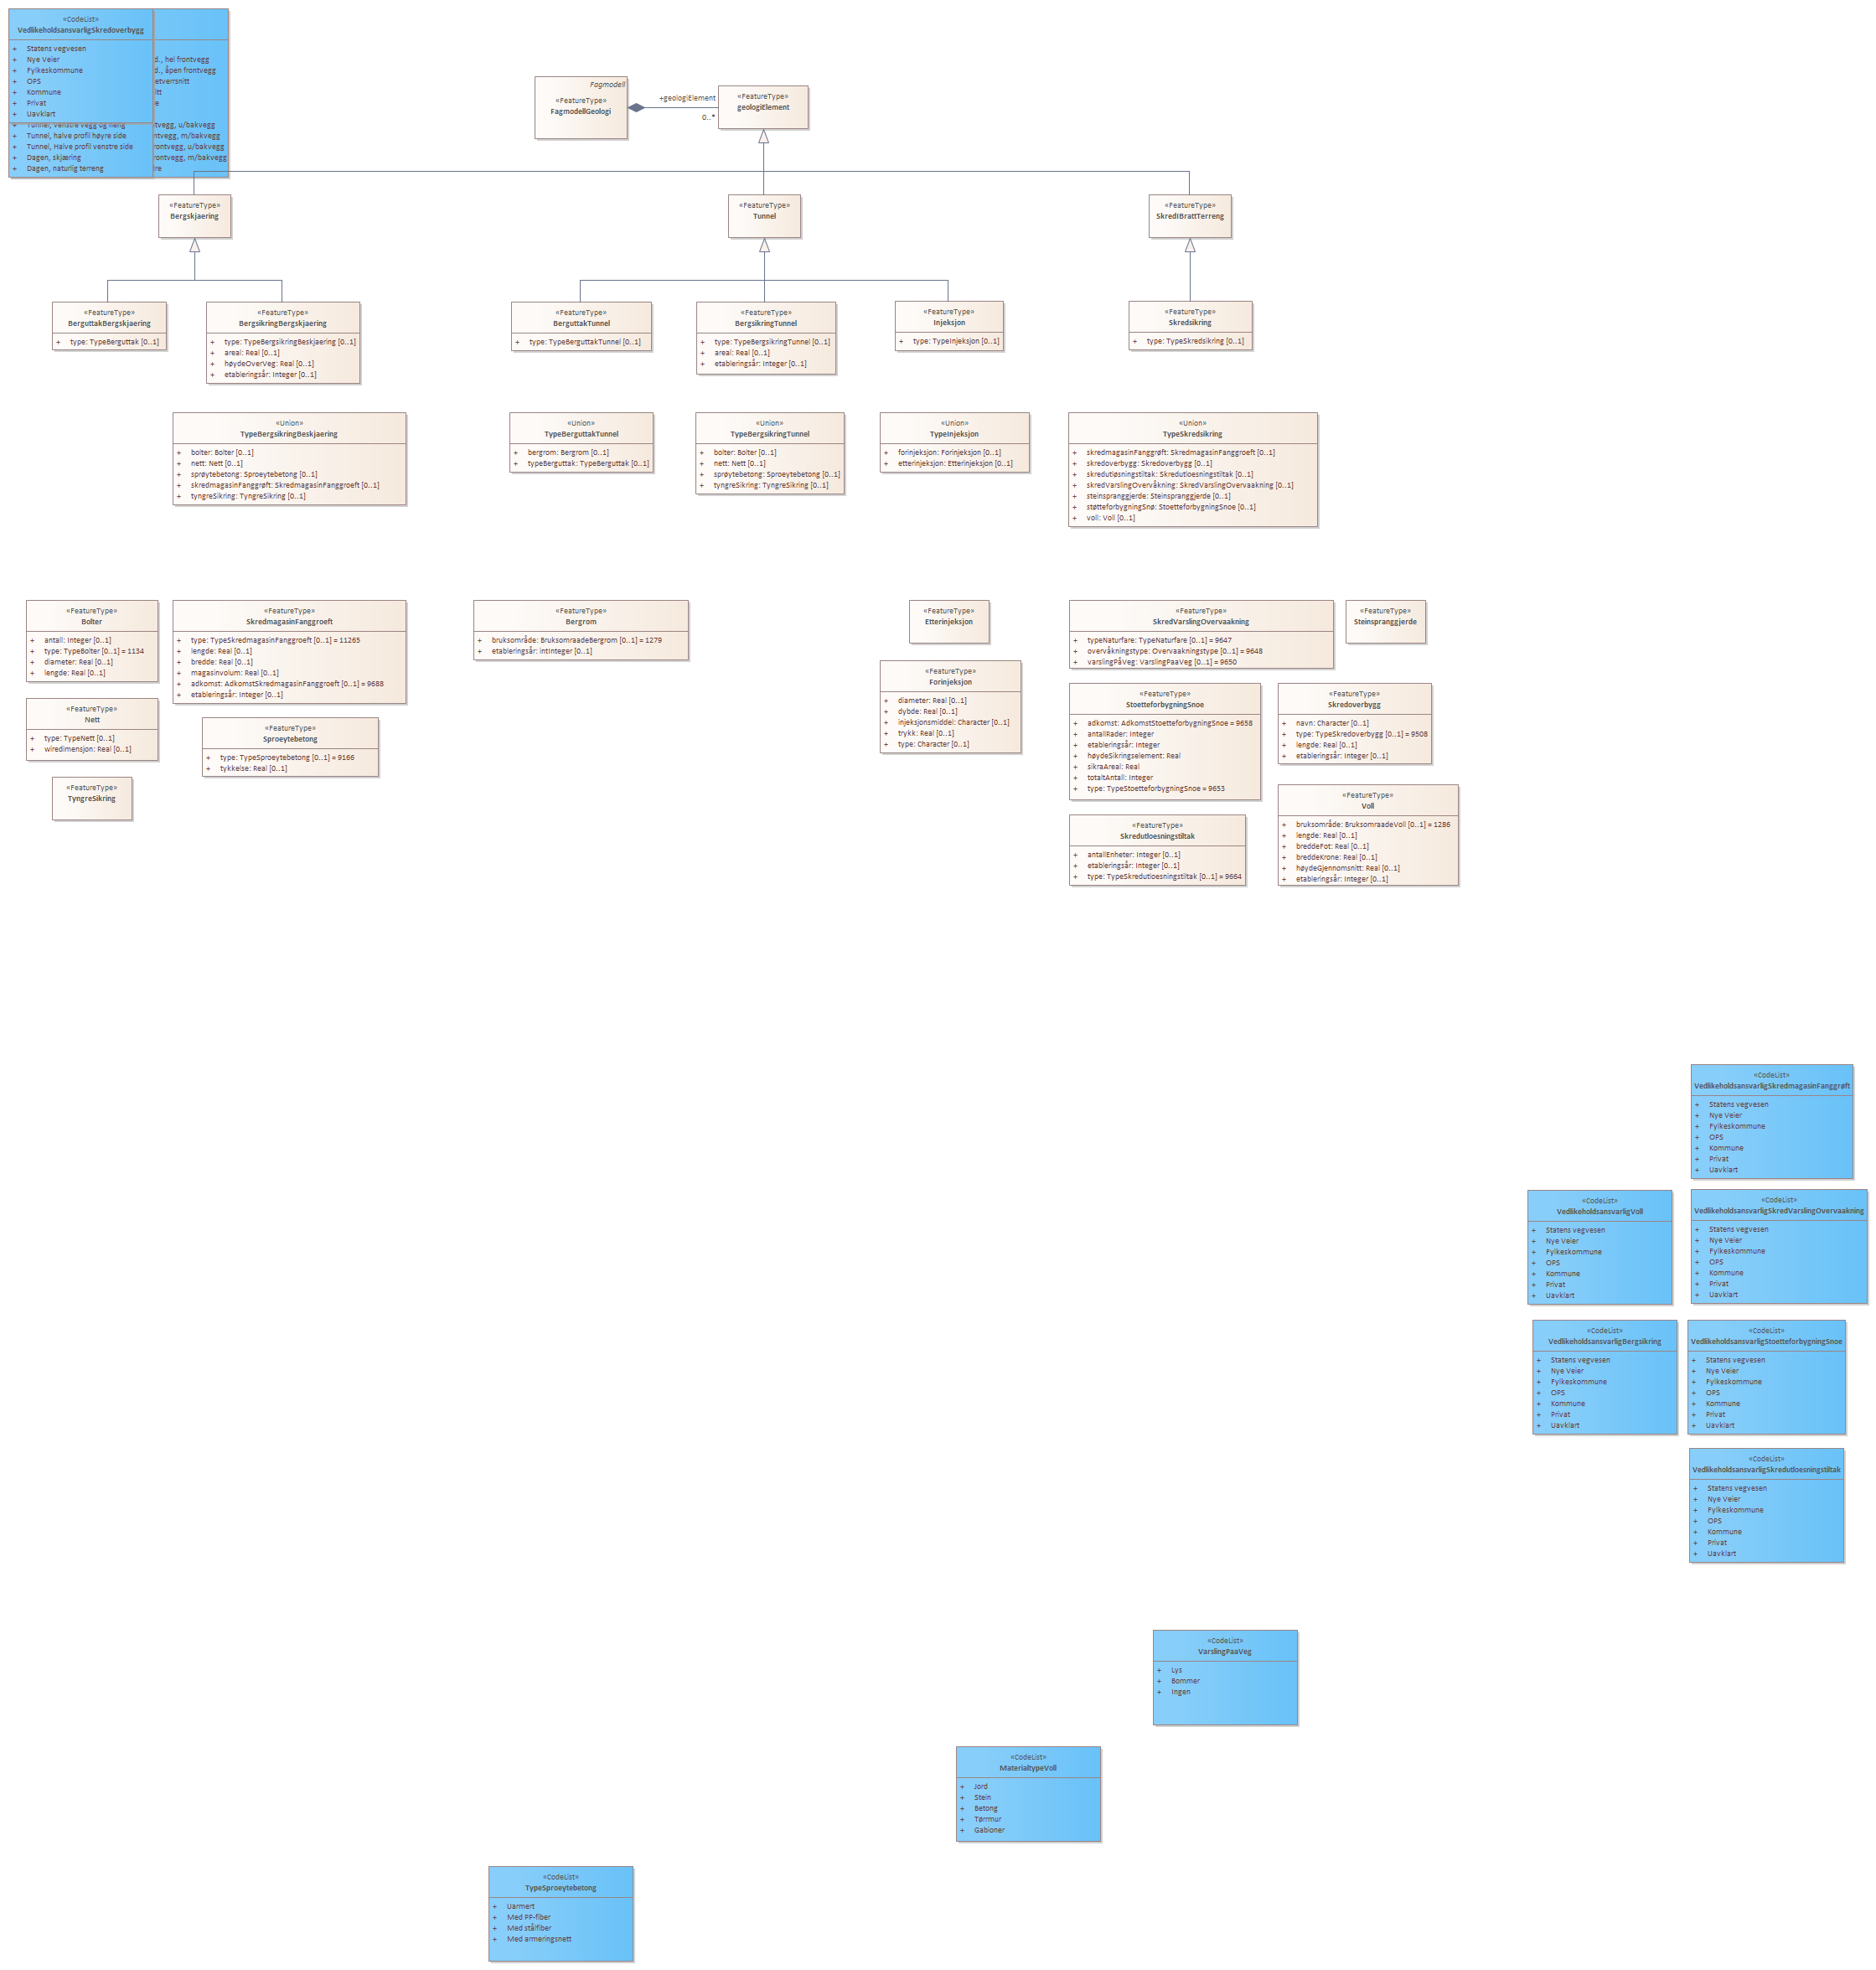 «CodeList»
VedlikeholdsansvarligSkredoverbygg
+ Statens vegvesen
+ Nye Veier
+ Fylkeskommune
+ OPS
+ Kommune
+ Privat
+ Uavklart
d., hel frontvegg
d., åpen frontvegg
Tunnel, venstre vegg og heng
+ Tunnel, halve profil høyre side
+ Tunnel, Halve profil venstre side
+ Dagen, skjæring
+ Dagen, naturlig terreng
tvegg, u/bakvegg
ntvegg, m/bakvegg
rontvegg, u/bakvegg
rontvegg, m/bakvegg
Fagmodell
«FeatureType»
FagmodellGeologi
+geologiElement
0..*
«FeatureType»
geologiElement
«FeatureType»
Bergskjaering
«FeatureType»
Tunnel
«FeatureType»
SkredIBrattTerreng
«FeatureType»
BerguttakBergskjaering
+ type: TypeBerguttak [0..1]
«FeatureType»
BergsikringBergskjaering
+ type: TypeBergsikringBeskjaering [0..1]
+ areal: Real [0..1]
+ høydeOverVeg: Real [0..1]
+ etableringsår: Integer [0..1]
«FeatureType»
BerguttakTunnel
+ type: TypeBerguttakTunnel [0..1]
«FeatureType»
BergsikringTunnel
+ type: TypeBergsikringTunnel [0..1]
+ areal: Real [0..1]
+ etableringsår: Integer [0..1]
«FeatureType»
Injeksjon
+ type: TypeInjeksjon [0..1]
«FeatureType»
Skredsikring
+ type: TypeSkredsikring [0..1]
«Union»
TypeBergsikringBeskjaering
+ bolter: Bolter [0..1]
+ nett: Nett [0..1]
+ sprøytebetong: Sproeytebetong [0..1]
+ skredmagasinFanggrøft: SkredmagasinFanggroeft [0..1]
+ tyngreSikring: TyngreSikring [0..1]
«Union»
TypeBerguttakTunnel
+ bergrom: Bergrom [0..1]
+ typeBerguttak: TypeBerguttak [0..1]
«Union»
TypeBergsikringTunnel
+ bolter: Bolter [0..1]
+ nett: Nett [0..1]
+ sprøytebetong: Sproeytebetong [0..1]
+ tyngreSikring: TyngreSikring [0..1]
«Union»
TypeInjeksjon
+ forinjeksjon: Forinjeksjon [0..1]
+ etterinjeksjon: Etterinjeksjon [0..1]
«Union»
TypeSkredsikring
+ skredmagasinFanggrøft: SkredmagasinFanggroeft [0..1]
+ skredoverbygg: Skredoverbygg [0..1]
+ skredutløsningstiltak: Skredutloesningstiltak [0..1]
+ skredVarslingOvervåkning: SkredVarslingOvervaakning [0..1]
+ steinspranggjerde: Steinspranggjerde [0..1]
+ støtteforbygningSnø: StoetteforbygningSnoe [0..1]
+ voll: Voll [0..1]
«FeatureType»
Bolter
+ antall: Integer [0..1]
+ type: TypeBolter [0..1] = 1134
+ diameter: Real [0..1]
+ lengde: Real [0..1]
«FeatureType»
SkredmagasinFanggroeft
+ type: TypeSkredmagasinFanggroeft [0..1] = 11265
+ lengde: Real [0..1]
+ bredde: Real [0..1]
+ magasinvolum: Real [0..1]
+ adkomst: AdkomstSkredmagasinFanggroeft [0..1] = 9688
+ etableringsår: Integer [0..1]
«FeatureType»
Bergrom
+ bruksområde: BruksomraadeBergrom [0..1] = 1279
+ etableringsår: intInteger [0..1]
«FeatureType»
Etterinjeksjon
«FeatureType»
SkredVarslingOvervaakning
+ typeNaturfare: TypeNaturfare [0..1] = 9647
+ overvåkningstype: Overvaakningstype [0..1] = 9648
+ varslingPåVeg: VarslingPaaVeg [0..1] = 9650
«FeatureType»
Steinspranggjerde
«FeatureType»
Forinjeksjon
+ diameter: Real [0..1]
+ dybde: Real [0..1]
+ injeksjonsmiddel: Character [0..1]
+ trykk: Real [0..1]
+ type: Character [0..1]
«FeatureType»
Nett
+ type: TypeNett [0..1]
+ wiredimensjon: Real [0..1]
«FeatureType»
Sproeytebetong
+ type: TypeSproeytebetong [0..1] = 9166
+ tykkelse: Real [0..1]
«FeatureType»
TyngreSikring
«FeatureType»
StoetteforbygningSnoe
+ adkomst: AdkomstStoetteforbygningSnoe = 9658
+ antallRader: Integer
+ etableringsår: Integer
+ høydeSikringselement: Real
+ sikraAreal: Real
+ totaltAntall: Integer
+ type: TypeStoetteforbygningSnoe = 9653
«FeatureType»
Skredoverbygg
+ navn: Character [0..1]
+ type: TypeSkredoverbygg [0..1] = 9508
+ lengde: Real [0..1]
+ etableringsår: Integer [0..1]
«FeatureType»
Voll
+ bruksområde: BruksomraadeVoll [0..1] = 1286
+ lengde: Real [0..1]
+ breddeFot: Real [0..1]
+ breddeKrone: Real [0..1]
+ høydeGjennomsnitt: Real [0..1]
+ etableringsår: Integer [0..1]
«FeatureType»
Skredutloesningstiltak
+ antallEnheter: Integer [0..1]
+ etableringsår: Integer [0..1]
+ type: TypeSkredutloesningstiltak [0..1] = 9664
«CodeList»
VedlikeholdsansvarligSkredmagasinFanggrøft
+ Statens vegvesen
+ Nye Veier
+ Fylkeskommune
+ OPS
+ Kommune
+ Privat
+ Uavklart
«CodeList»
VedlikeholdsansvarligVoll
+ Statens vegvesen
+ Nye Veier
+ Fylkeskommune
+ OPS
+ Kommune
+ Privat
+ Uavklart
«CodeList»
VedlikeholdsansvarligSkredVarslingOvervaakning
+ Statens vegvesen
+ Nye Veier
+ Fylkeskommune
+ OPS
+ Kommune
+ Privat
+ Uavklart
«CodeList»
VedlikeholdsansvarligBergsikring
+ Statens vegvesen
+ Nye Veier
+ Fylkeskommune
+ OPS
+ Kommune
+ Privat
+ Uavklart
«CodeList»
VedlikeholdsansvarligStoetteforbygningSnoe
+ Statens vegvesen
+ Nye Veier
+ Fylkeskommune
+ OPS
+ Kommune
+ Privat
+ Uavklart
«CodeList»
VedlikeholdsansvarligSkredutloesningstiltak
+ Statens vegvesen
+ Nye Veier
+ Fylkeskommune
+ OPS
+ Kommune
+ Privat
+ Uavklart
«CodeList»
VarslingPaaVeg
+ Lys
+ Bommer
+ Ingen
«CodeList»
MaterialtypeVoll
+ Jord
+ Stein
+ Betong
+ Tørrmur
+ Gabioner
«CodeList»
TypeSproeytebetong
+ Uarmert
+ Med PP-fiber
+ Med stålfiber
+ Med armeringsnett